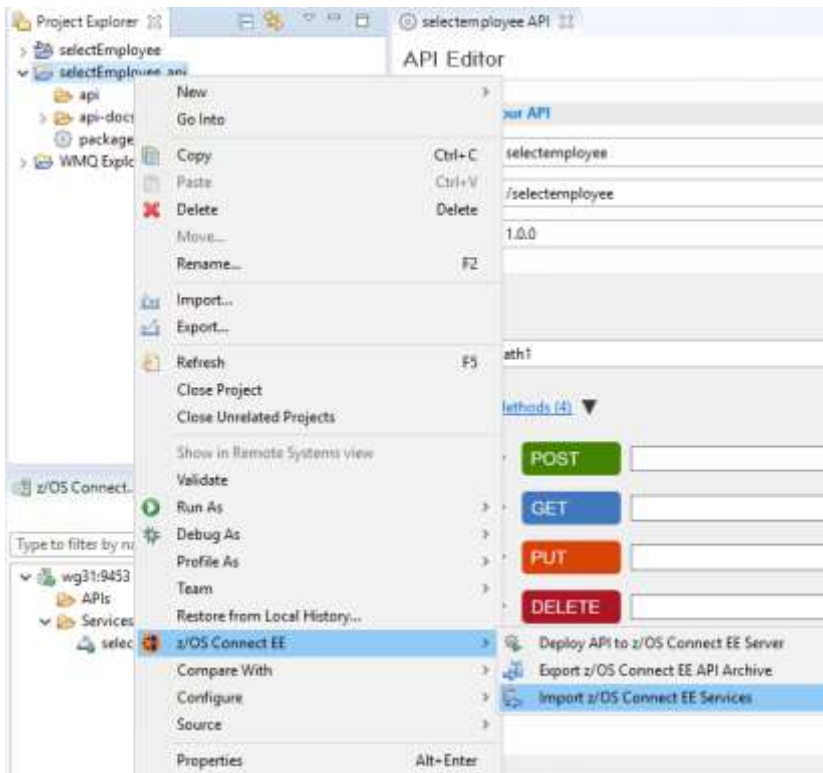 Project Explorer
selectemployee API
selectEmployee
selectEmployee_api
API Editor
api
api-docs
package
WMQ Explo
New
Go Into
Copy Ctrl+C
Paste Ctrl+V
Delete Delete
Move...
Rename... F2
Import...
Export...
Refresh F5
Close Project
Close Unrelated Projects
Show in Remote Systems view
Validate
Run As
Debug As
Profile As
Team
Restore from Local History...
z/OS Connect EE
Compare With
Configure
Source
Properties Alt+Enter
our API
selectemployee
/selectemployee
1.0.0
ath1
ethods (4)
POST
GET
PUT
DELETE
z/OS Connect.
Type to filter by na
wg31:9453
APIs
Services
selec
Deploy API to z/OS Connect EE Server
Export z/OS Connect EE API Archive
Import z/OS Connect EE Services